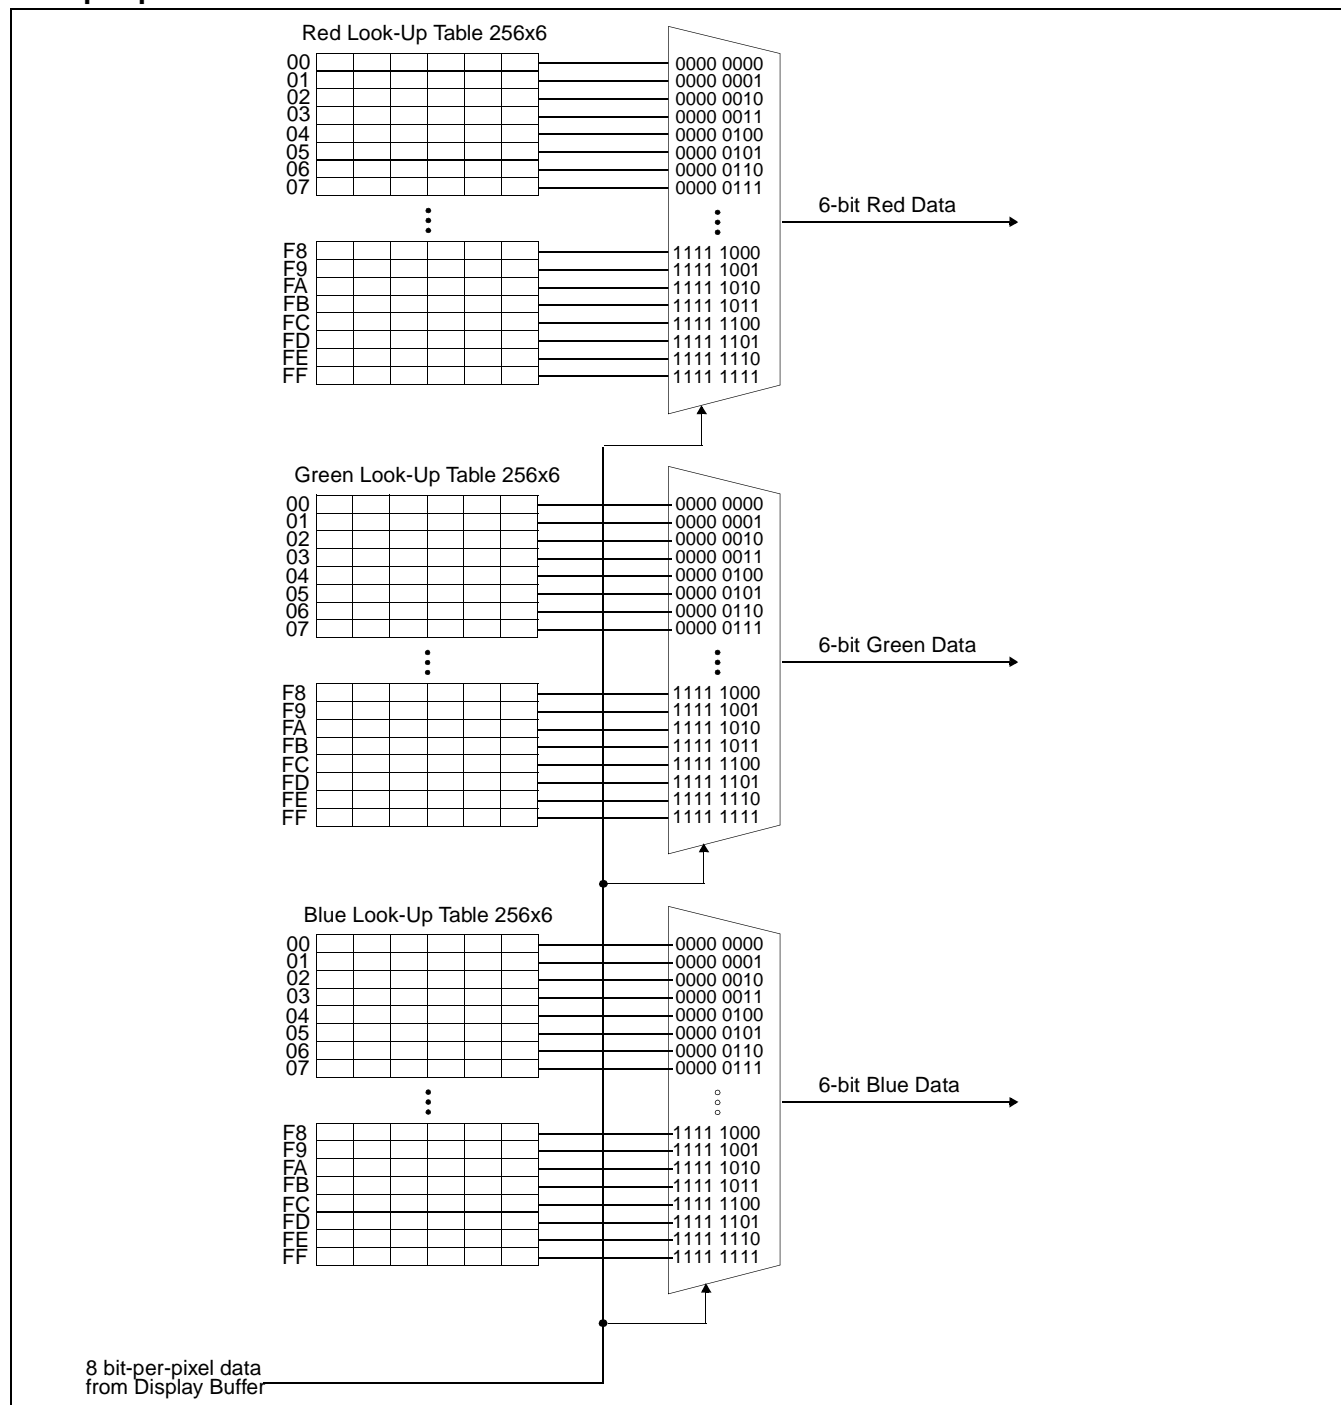 Red Look-Up Table 256x6
00 0000 0000
01 0000 0001
02 0000 0010
03 0000 0011
04 0000 0100
05 0000 0101
06 0000 0110
07 0000 0111
6-bit Red Data
F8 1111 1000
F9 1111 1001
FA 1111 1010
FB 1111 1011
FC 1111 1100
FD 1111 1101
FE 1111 1110
FF 1111 1111
Green Look-Up Table 256x6
00 0000 0000
01 0000 0001
02 0000 0010
03 0000 0011
04 0000 0100
05 0000 0101
06 0000 0110
07 0000 0111
6-bit Green Data
F8 1111 1000
F9 1111 1001
FA 1111 1010
FB 1111 1011
FC 1111 1100
FD 1111 1101
FE 1111 1110
FF 1111 1111
Blue Look-Up Table 256x6
00 0000 0000
01 0000 0001
02 0000 0010
03 0000 0011
04 0000 0100
05 0000 0101
06 0000 0110
07 0000 0111
6-bit Blue Data
F8 1111 1000
F9 1111 1001
FA 1111 1010
FB 1111 1011
FC 1111 1100
FD 1111 1101
FE 1111 1110
FF 1111 1111
8 bit-per-pixel data
from Display Buffer